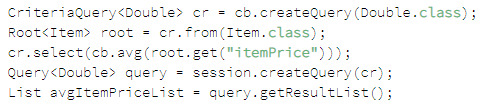 CriteriaQuery<Double> cr = cb.createQuery(Double.class);
Root<Item> root = cr.from(Item.class);
cr.select(cb.avg(root.get("itemPrice")));
Query<Double> query = session.createQuery(cr);
List avgItemPriceList = query.getResultList();